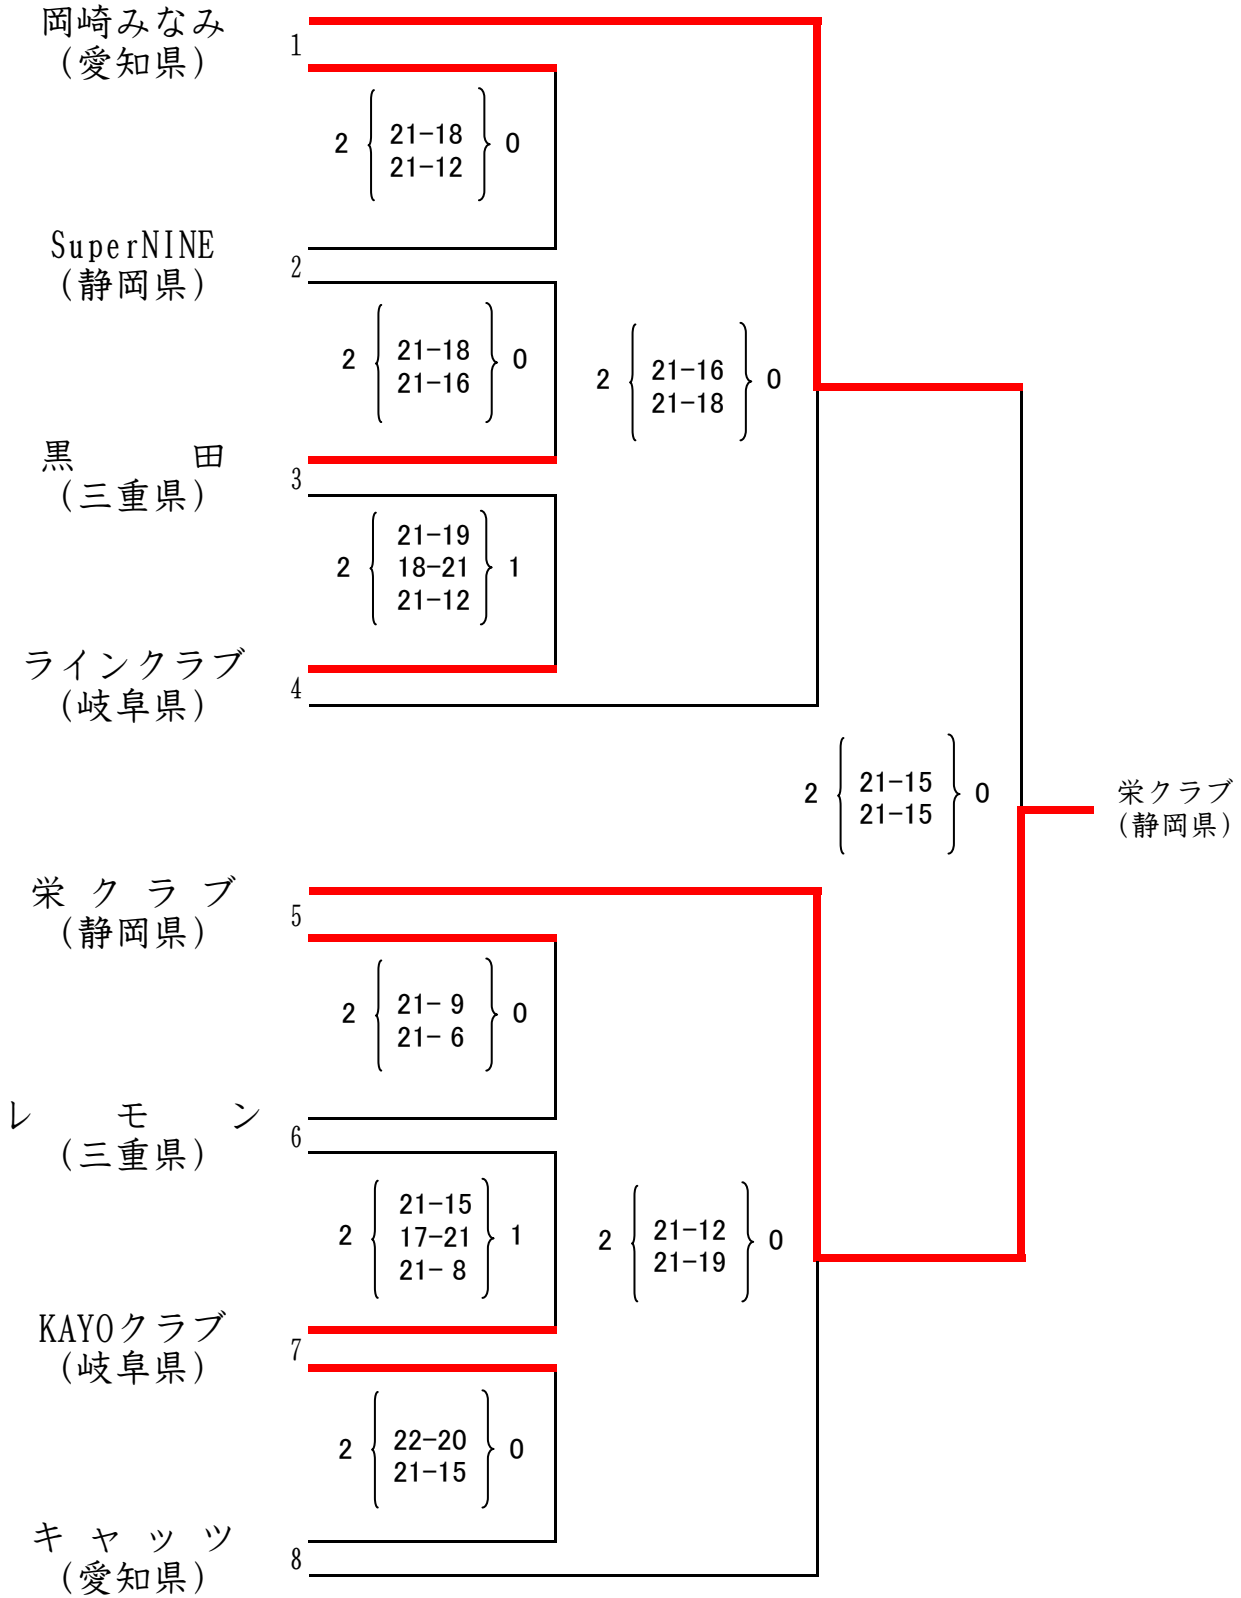 岡崎みなみ
(愛知県)
1
2 21-18 0
21-12
SuperNINE
(静岡県)
2
2 21-18 0
21-16
2 21-16 0
21-18
黒 田
(三重県)
3
21-19
2 18-21 1
21-12
ラインクラブ
(岐阜県)
4
2 21-15 0
21-15
栄クラブ
(静岡県)
栄クラブ
(静岡県)
5
2 21- 9 0
21- 6
レモン
(三重県)
6
21-15
2 17-21 1
21- 8
2 21-12 0
21-19
KAYOクラブ
(岐阜県)
7
2 22-20 0
21-15
キャッツ
(愛知県)
8